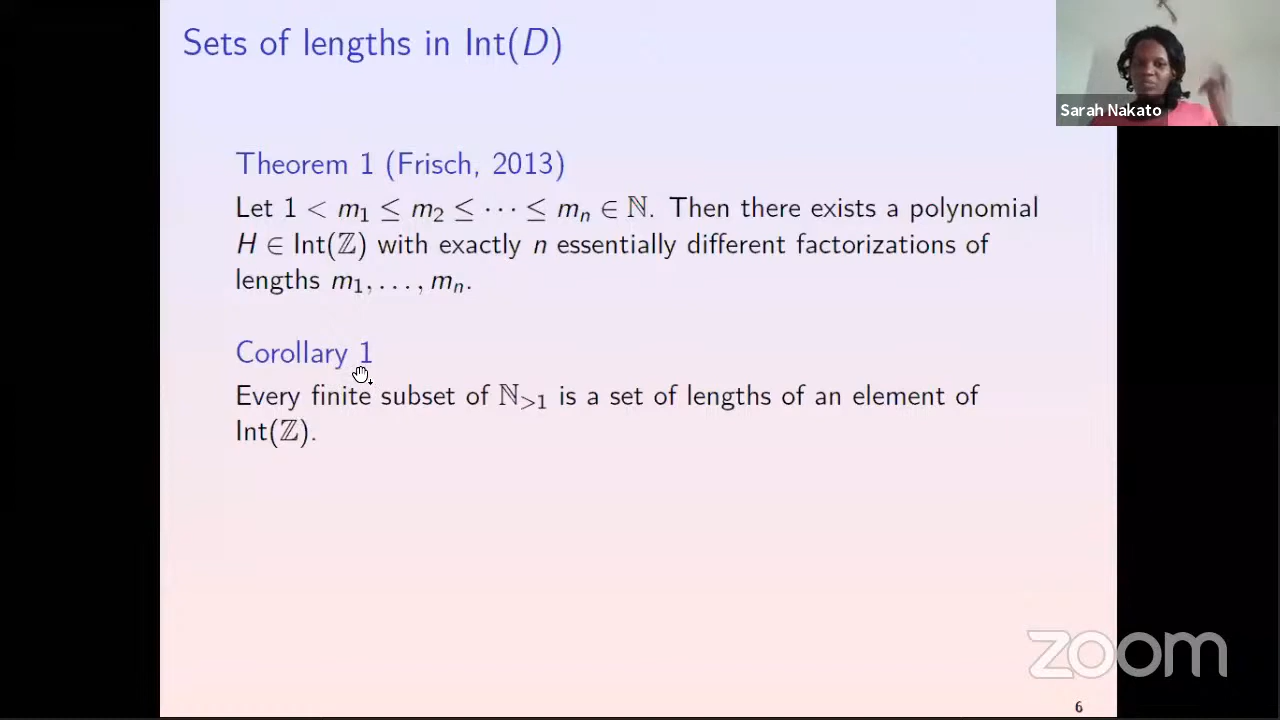 Sets of lengths in Int(D)
Sarah Nakato
Theorem 1 (Frisch, 2013)
Let 1 < m₁ ≤ m₂ ≤ ⋯ ≤ mₙ ∈ ℕ. Then there exists a polynomial
H ∈ Int(ℤ) with exactly n essentially different factorizations of
lengths m₁, . . . , mₙ.
Corollary 1
Every finite subset of ℕ>1 is a set of lengths of an element of
Int(ℤ).
zoom
6